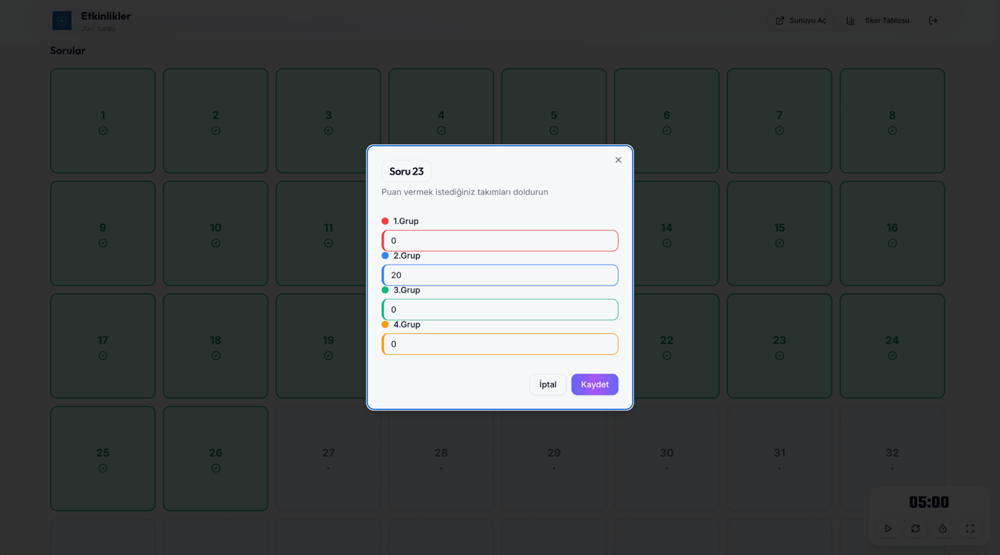 Etkinlikler
Jüri: tardu
Sunuyu Aç
Skor Tablosu
Sorular
1
2
3
4
5
6
7
8
Soru 23
Puan vermek istediğiniz takımları doldurun
1.Grup
0
2.Grup
20
3.Grup
0
4.Grup
0
İptal
Kaydet
9
10
11
14
15
16
17
18
19
22
23
24
25
26
27
28
29
30
31
32
05:00